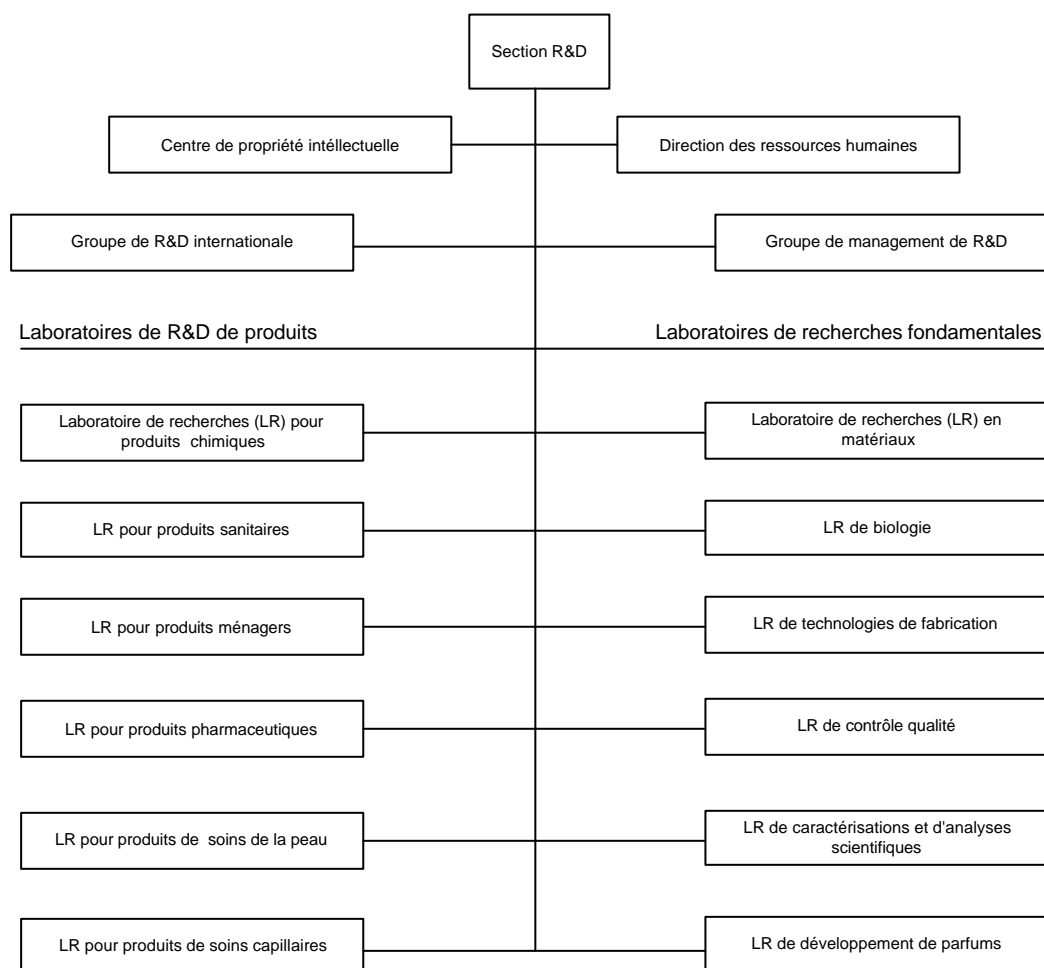 Section R&D
Centre de propriété intéllectuelle
Direction des ressources humaines
Groupe de R&D internationale
Groupe de management de R&D
Laboratoires de R&D de produits
Laboratoires de recherches fondamentales
Laboratoire de recherches (LR) pour
produits chimiques
Laboratoire de recherches (LR) en
matériaux
LR pour produits sanitaires
LR de biologie
LR pour produits ménagers
LR de technologies de fabrication
LR pour produits pharmaceutiques
LR de contrôle qualité
LR pour produits de soins de la peau
LR de caractérisations et d'analyses
scientifiques
LR pour produits de soins capillaires
LR de développement de parfums